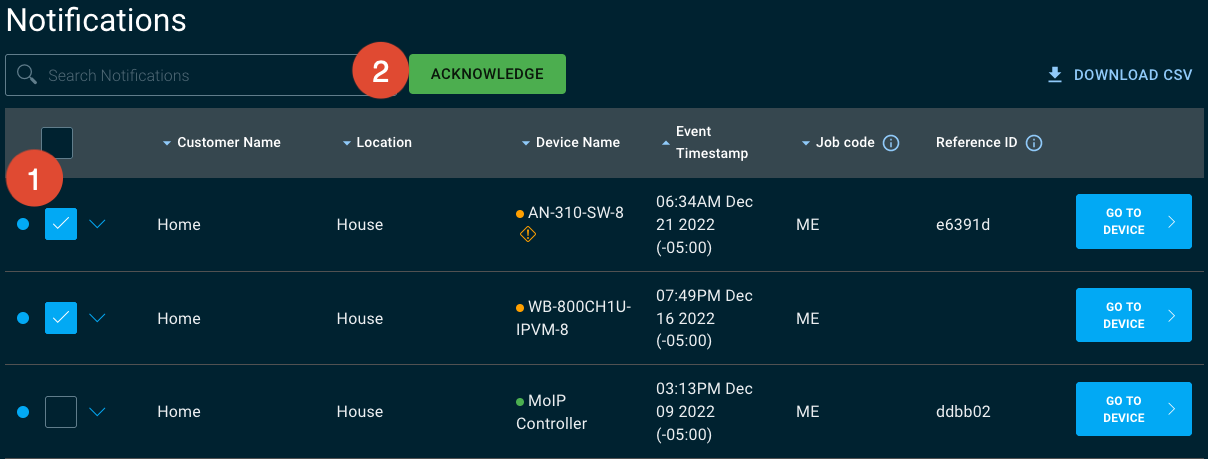 Notifications
Search Notifications
2
ACKNOWLEDGE
DOWNLOAD CSV
Customer Name
Location
Device Name
Event
Timestamp
Job code
Reference ID
1
Home
House
AN-310-SW-8
06:34AM Dec
21 2022
(-05:00)
ME
e6391d
GO TO
DEVICE
Home
House
WB-800CH1U-
IPVM-8
07:49PM Dec
16 2022
(-05:00)
ME
GO TO
DEVICE
Home
House
MoIP
Controller
03:13PM Dec
09 2022
(-05:00)
ME
ddbb02
GO TO
DEVICE